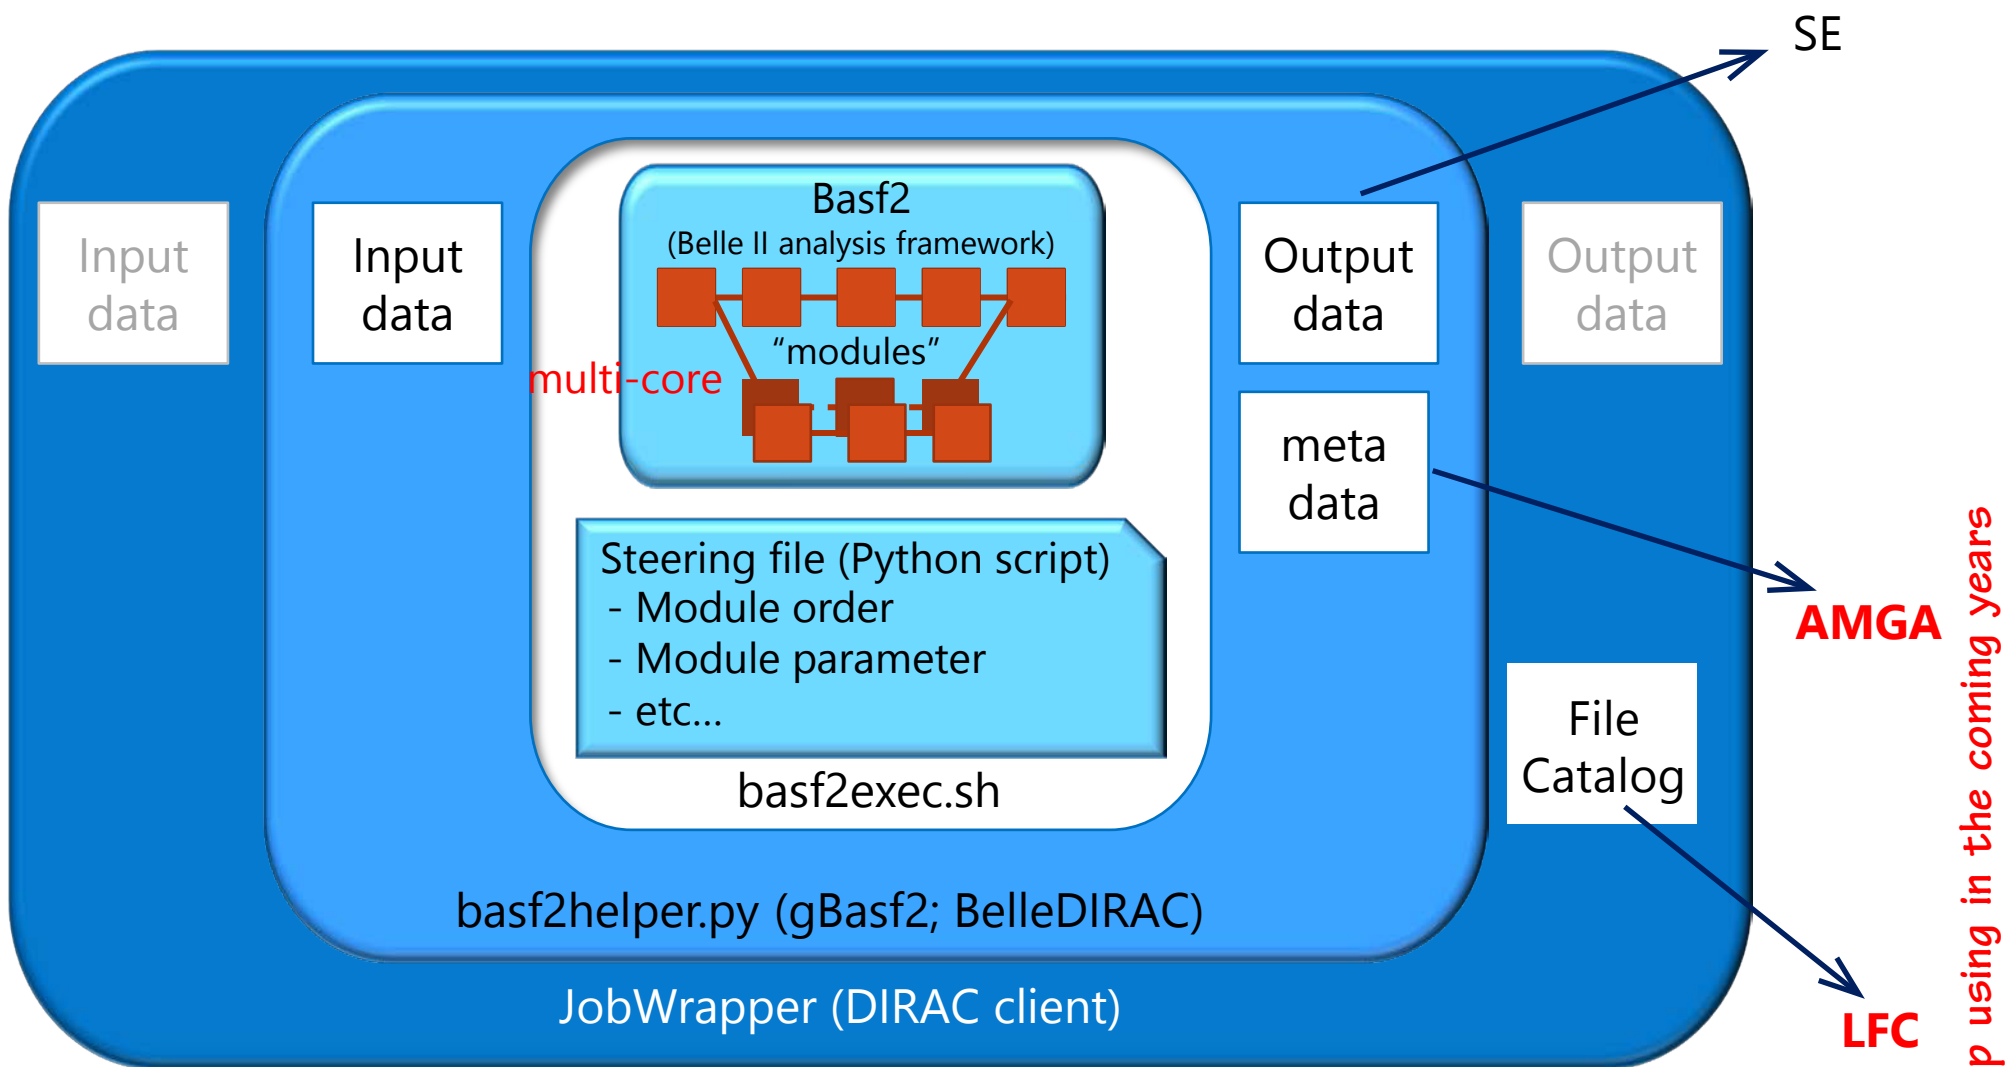 SE
Input
data
Input
data
Basf2
(Belle II analysis framework)
“modules”
multi-core
Output
data
Output
data
meta
data
Steering file (Python script)
- Module order
- Module parameter
- etc...
basf2exec.sh
AMGA
File
Catalog
basf2helper.py (gBasf2; BelleDIRAC)
JobWrapper (DIRAC client)
LFC
p using in the coming years